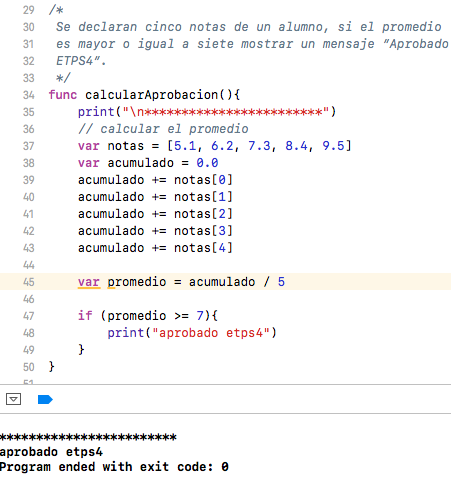 29 /*
30 Se declaran cinco notas de un alumno, si el promedio
31 es mayor o igual a siete mostrar un mensaje “Aprobado
32 ETPS4”.
33 */
34 func calcularAprobacion(){
35 print("\n************************")
36 // calcular el promedio
37 var notas = [5.1, 6.2, 7.3, 8.4, 9.5]
38 var acumulado = 0.0
39 acumulado += notas[0]
40 acumulado += notas[1]
41 acumulado += notas[2]
42 acumulado += notas[3]
43 acumulado += notas[4]
44
45 var promedio = acumulado / 5
46
47 if (promedio >= 7){
48 print("aprobado etps4")
49 }
50 }
51
************************
aprobado etps4
Program ended with exit code: 0